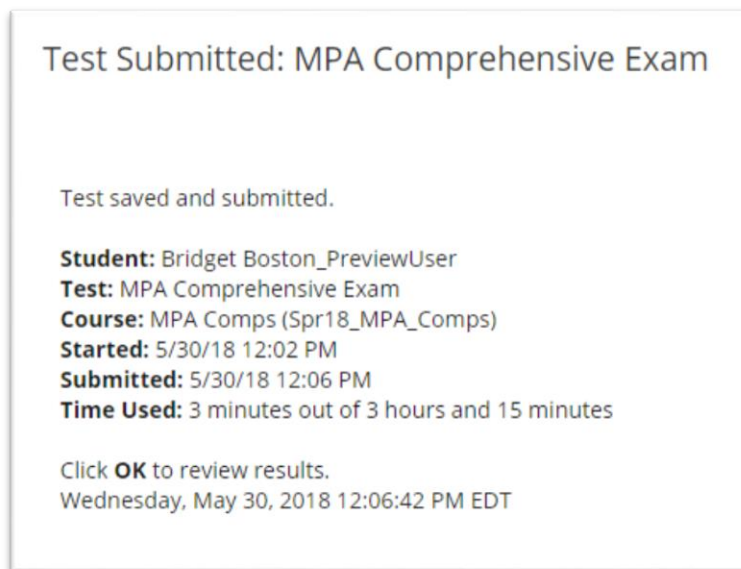 Test Submitted: MPA Comprehensive Exam
Test saved and submitted.
Student: Bridget Boston_PreviewUser
Test: MPA Comprehensive Exam
Course: MPA Comps (Spr18_MPA_Comps)
Started: 5/30/18 12:02 PM
Submitted: 5/30/18 12:06 PM
Time Used: 3 minutes out of 3 hours and 15 minutes
Click OK to review results.
Wednesday, May 30, 2018 12:06:42 PM EDT